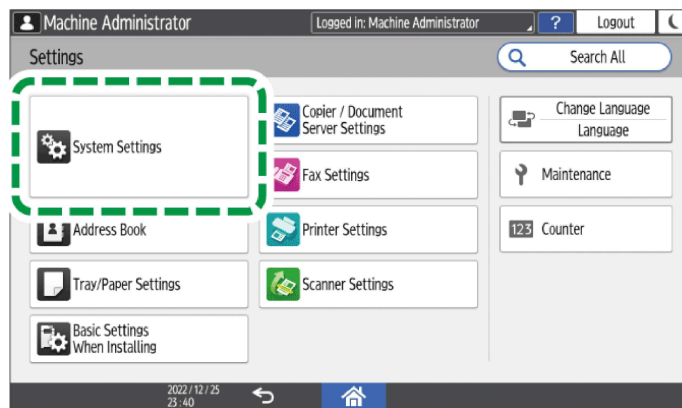 Machine Administrator
Logged in: Machine Administrator
?
Logout
Settings
Search All
System Settings
Copier / Document
Server Settings
Change Language
Language
Fax Settings
Maintenance
Address Book
Printer Settings
123 Counter
Tray/Paper Settings
Scanner Settings
Basic Settings
When Installing
2022/12/25
23:40